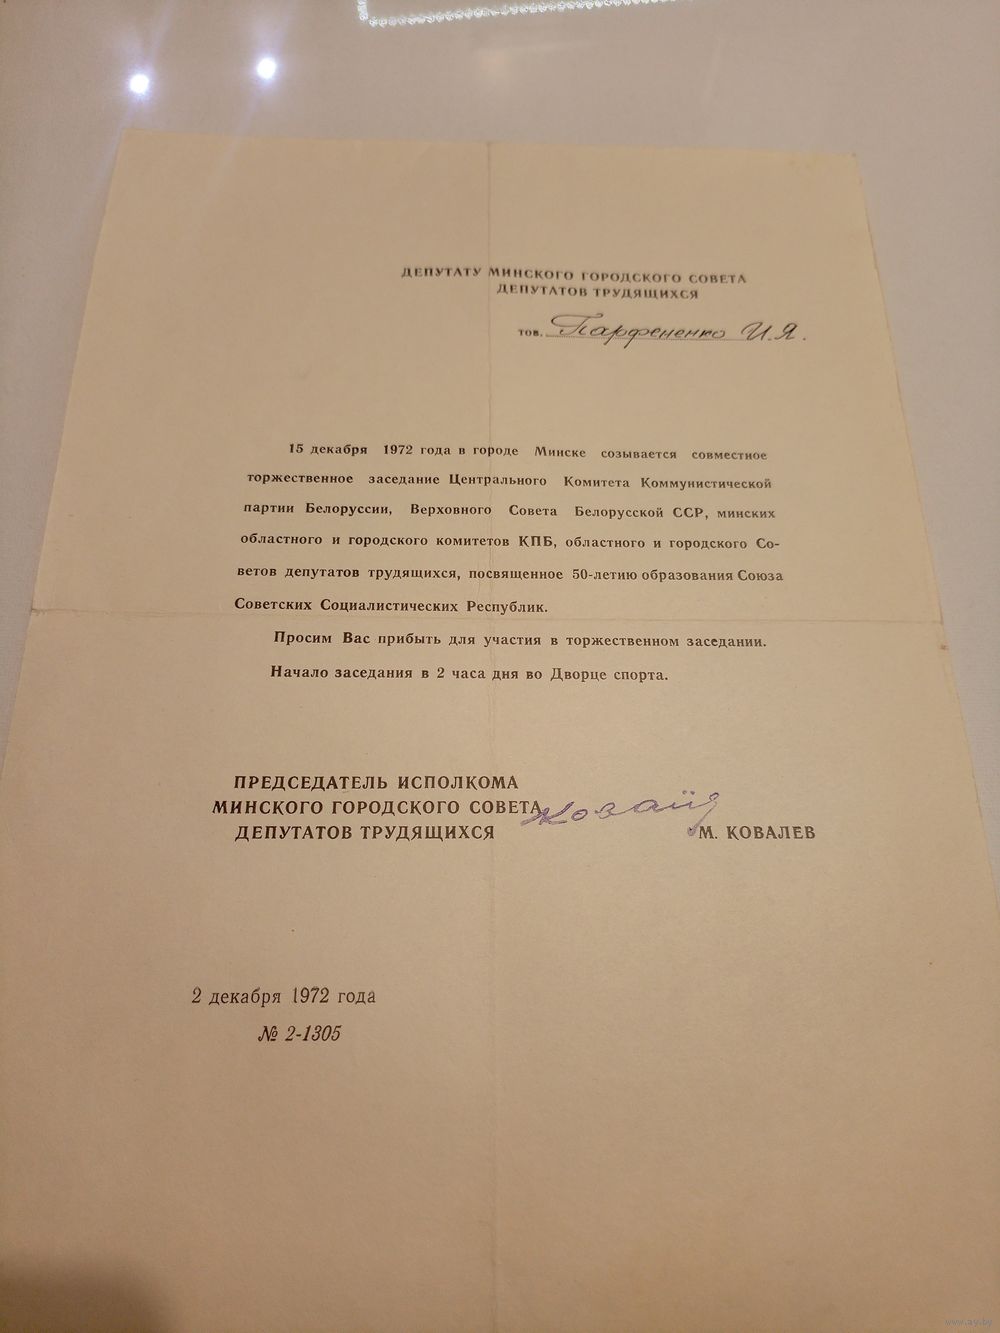 ДЕПУТАТУ МИНСКОГО ГОРОДСКОГО СОВЕТА
ДЕПУТАТОВ ТРУДЯЩИХСЯ
тов. Парфененко И.Я.
15 декабря 1972 года в городе Минске созывается совместное
торжественное заседание Центрального Комитета Коммунистической
партии Белоруссии, Верховного Совета Белорусской ССР, минских
областного и городского комитетов КПБ, областного и городского Со-
ветов депутатов трудящихся, посвященное 50-летию образования Союза
Советских Социалистических Республик.
Просим Вас прибыть для участия в торжественном заседании.
Начало заседания в 2 часа дня во Дворце спорта.
ПРЕДСЕДАТЕЛЬ ИСПОЛКОМА
МИНСКОГО ГОРОДСКОГО СОВЕТА
ДЕПУТАТОВ ТРУДЯЩИХСЯ М. КОВАЛЕВ
2 декабря 1972 года
№ 2-1305
www.ay.by